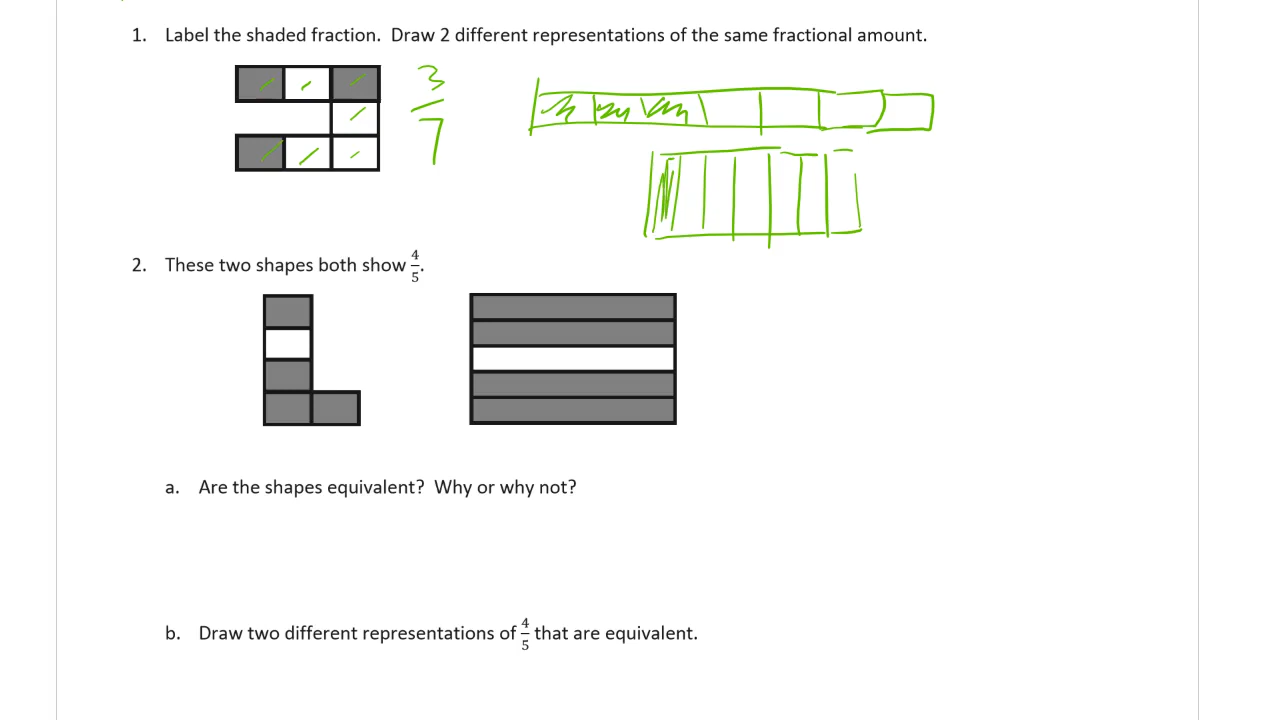 1. Label the shaded fraction. Draw 2 different representations of the same fractional amount.
3/7
2. These two shapes both show 4/5.
a. Are the shapes equivalent? Why or why not?
b. Draw two different representations of 4/5 that are equivalent.